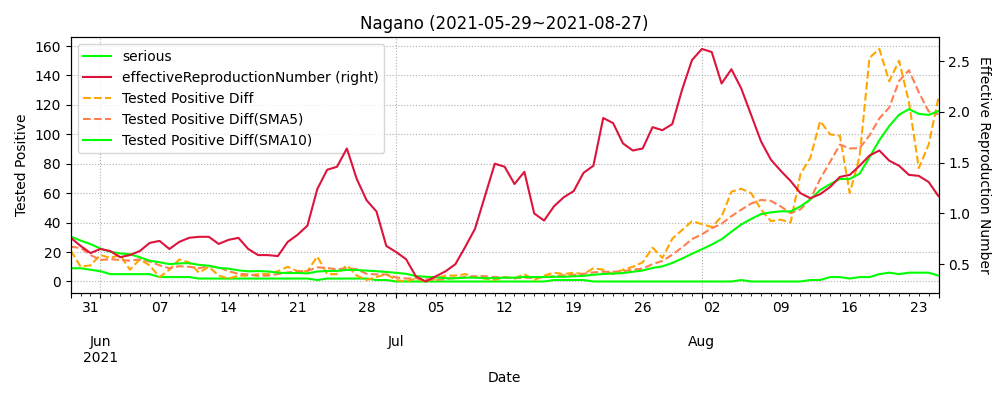 Nagano (2021-05-29~2021-08-27)
serious
effectiveReproductionNumber (right)
Tested Positive Diff
Tested Positive Diff(SMA5)
Tested Positive Diff(SMA10)
Tested Positive
160
140
120
100
80
60
40
20
0
2.5
2.0
1.5
1.0
0.5
Effective Reproduction Number
31 07 14 21 28 05 12 19 26 02 09 16 23
Jun Jul Aug
2021
Date